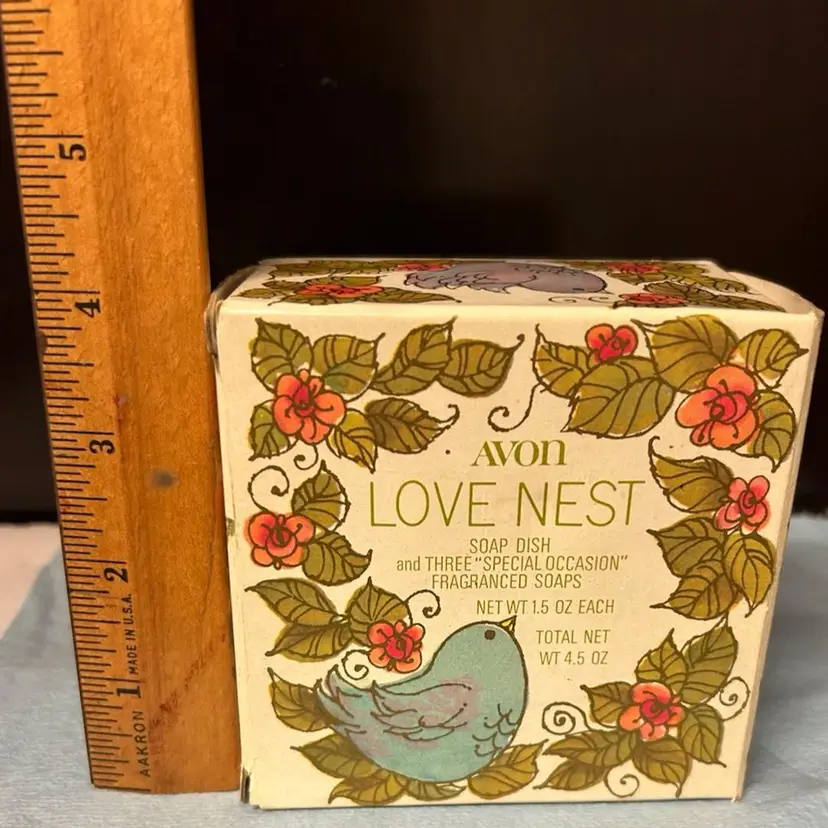 5
4
3
2
1
AAKRON MADE IN U.S.A.
AVON
LOVE NEST
SOAP DISH
and THREE "SPECIAL OCCASION"
FRAGRANCED SOAPS
NET WT 1.5 OZ EACH
TOTAL NET
WT 4.5 OZ